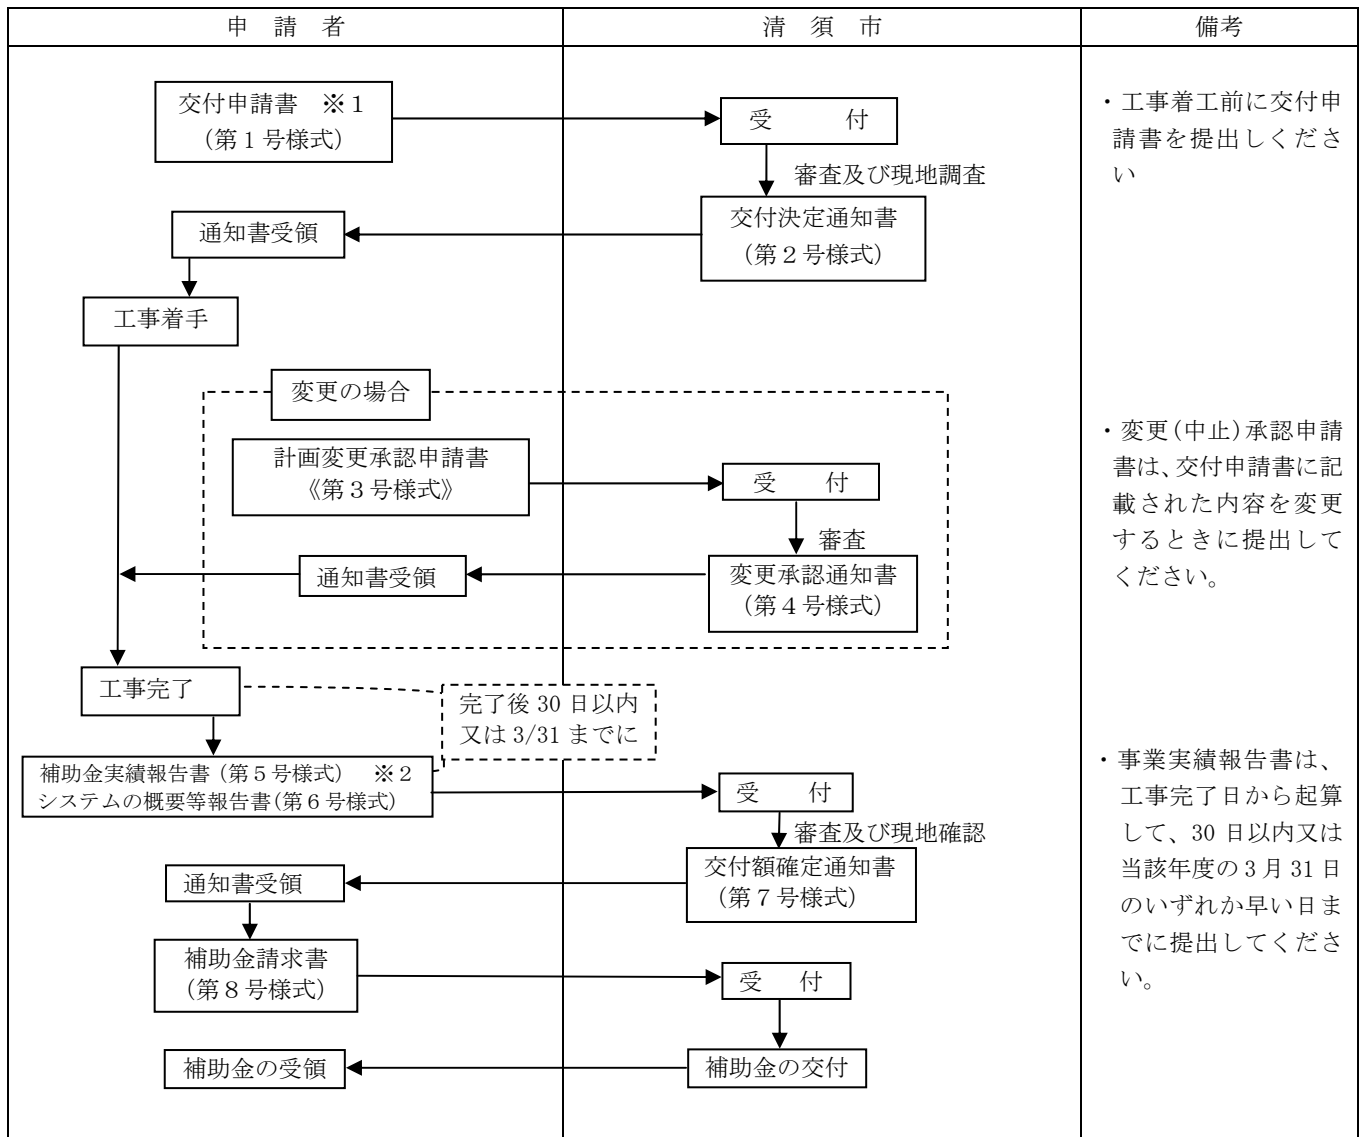 申　請　者
清　須　市
備考
交付申請書　※１
（第１号様式）
受　　　付
審査及び現地調査
交付決定通知書
（第２号様式）
通知書受領
工事着手
変更の場合
計画変更承認申請書
《第３号様式》
受　　付
審査
変更承認通知書
（第４号様式）
通知書受領
工事完了
完了後 30 日以内
又は 3/31 までに
補助金実績報告書（第５号様式）　※２
システムの概要等報告書（第６号様式）
受　　付
審査及び現地確認
交付額確定通知書
（第７号様式）
通知書受領
補助金請求書
（第８号様式）
受　　付
補助金の交付
補助金の受領
・工事着工前に交付申
請書を提出しくださ
い
・変更（中止）承認申請
書は、交付申請書に記
載された内容を変更
するときに提出して
ください。
・事業実績報告書は、
工事完了日から起算
して、30 日以内又は
当該年度の３月 31 日
のいずれか早い日ま
でに提出してくださ
い。